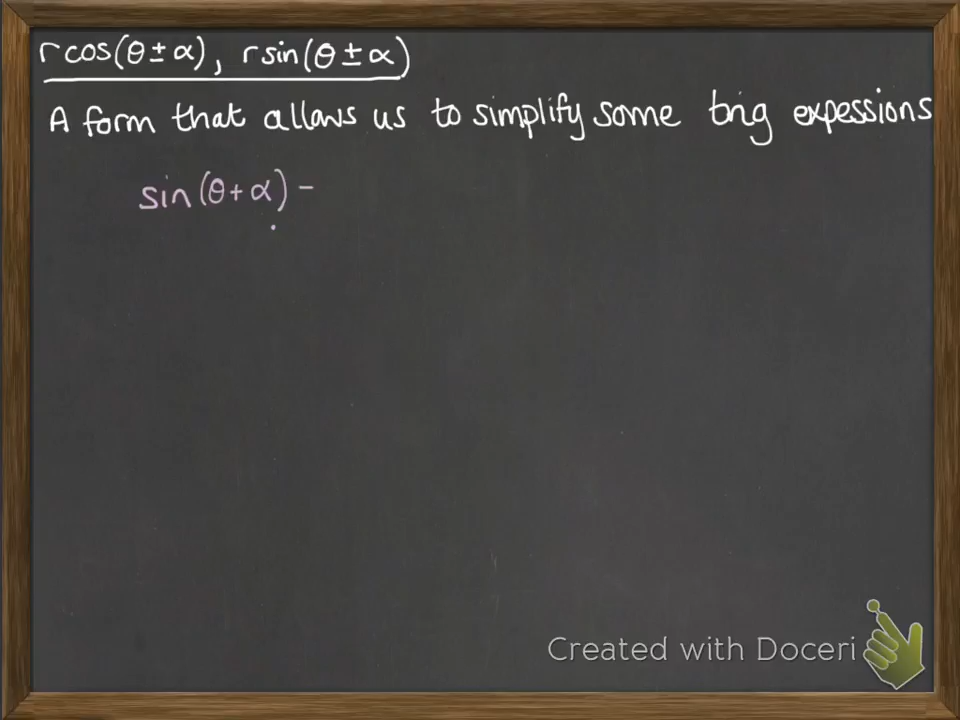 rcos(θ±α), rsin(θ±α)
A form that allows us to simplify some trig expessions
sin(θ+α) -
Created with Doceri